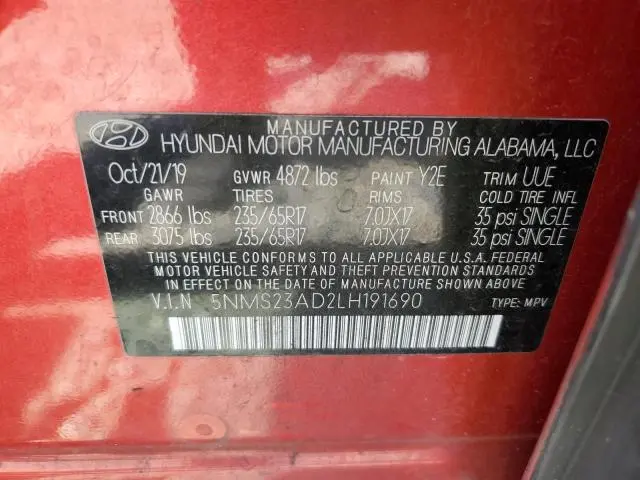 MANUFACTURED BY
HYUNDAI MOTOR MANUFACTURING ALABAMA, LLC
Oct/21/19 GVWR 4872 lbs PAINT Y2E TRIM UUE
GAWR TIRES RIMS COLD TIRE INFL
FRONT 2866 lbs 235/65R17 7.0JX17 35 psi SINGLE
REAR 3075 lbs 235/65R17 7.0JX17 35 psi SINGLE
THIS VEHICLE CONFORMS TO ALL APPLICABLE U.S.A. FEDERAL
MOTOR VEHICLE SAFETY AND THEFT PREVENTION STANDARDS
IN EFFECT ON THE DATE OF MANUFACTURE SHOWN ABOVE
V.I.N 5NMS23AD2LH191690 TYPE: MPV